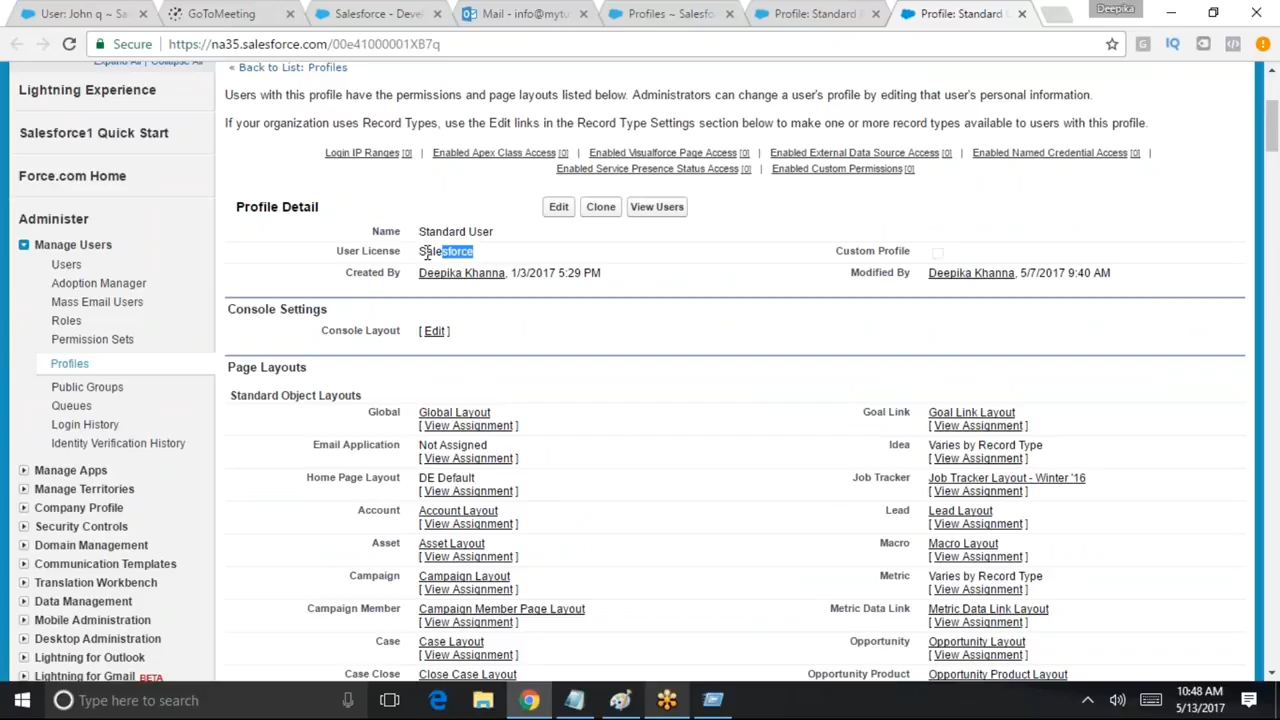 User: John q ~ Sa
GoToMeeting
Salesforce - Devel
Mail - info@mytu
Profiles ~ Salesfo
Profile: Standard
Profile: Standard
Deepika
Secure
https://na35.salesforce.com/00e41000001XB7q
Expand All | Collapse All
Lightning Experience
Salesforce1 Quick Start
Force.com Home
Administer
Manage Users
Users
Adoption Manager
Mass Email Users
Roles
Permission Sets
Profiles
Public Groups
Queues
Login History
Identity Verification History
Manage Apps
Manage Territories
Company Profile
Security Controls
Domain Management
Communication Templates
Translation Workbench
Data Management
Mobile Administration
Desktop Administration
Lightning for Outlook
Lightning for Gmail BETA
« Back to List: Profiles
Users with this profile have the permissions and page layouts listed below. Administrators can change a user's profile by editing that user's personal information.
If your organization uses Record Types, use the Edit links in the Record Type Settings section below to make one or more record types available to users with this profile.
Login IP Ranges [0] | Enabled Apex Class Access [0] | Enabled Visualforce Page Access [0] | Enabled External Data Source Access [0] | Enabled Named Credential Access [0] |
Enabled Service Presence Status Access [0] | Enabled Custom Permissions [0]
Profile Detail Edit Clone View Users
Name Standard User
User License Salesforce Custom Profile
Created By Deepika Khanna, 1/3/2017 5:29 PM Modified By Deepika Khanna, 5/7/2017 9:40 AM
Console Settings
Console Layout [ Edit ]
Page Layouts
Standard Object Layouts
Global Global Layout Goal Link Goal Link Layout
[ View Assignment ] [ View Assignment ]
Email Application Not Assigned Idea Varies by Record Type
[ View Assignment ] [ View Assignment ]
Home Page Layout DE Default Job Tracker Job Tracker Layout - Winter '16
[ View Assignment ] [ View Assignment ]
Account Account Layout Lead Lead Layout
[ View Assignment ] [ View Assignment ]
Asset Asset Layout Macro Macro Layout
[ View Assignment ] [ View Assignment ]
Campaign Campaign Layout Metric Varies by Record Type
[ View Assignment ] [ View Assignment ]
Campaign Member Campaign Member Page Layout Metric Data Link Metric Data Link Layout
[ View Assignment ] [ View Assignment ]
Case Case Layout Opportunity Opportunity Layout
[ View Assignment ] [ View Assignment ]
Case Close Close Case Layout Opportunity Product Opportunity Product Layout
Type here to search
10:48 AM
5/13/2017